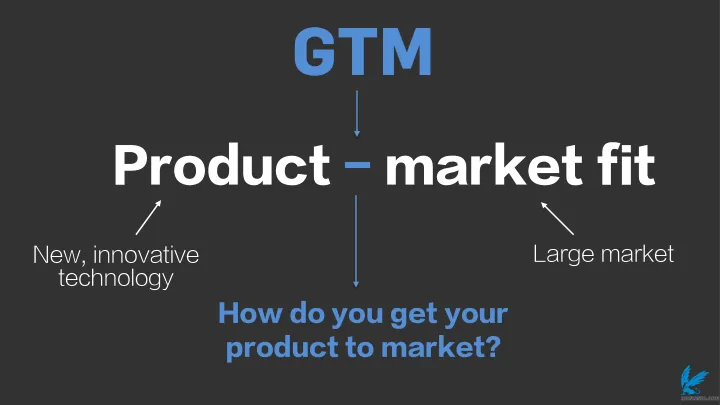 GTM
Product – market fit
New, innovative
technology
Large market
How do you get your
product to market?